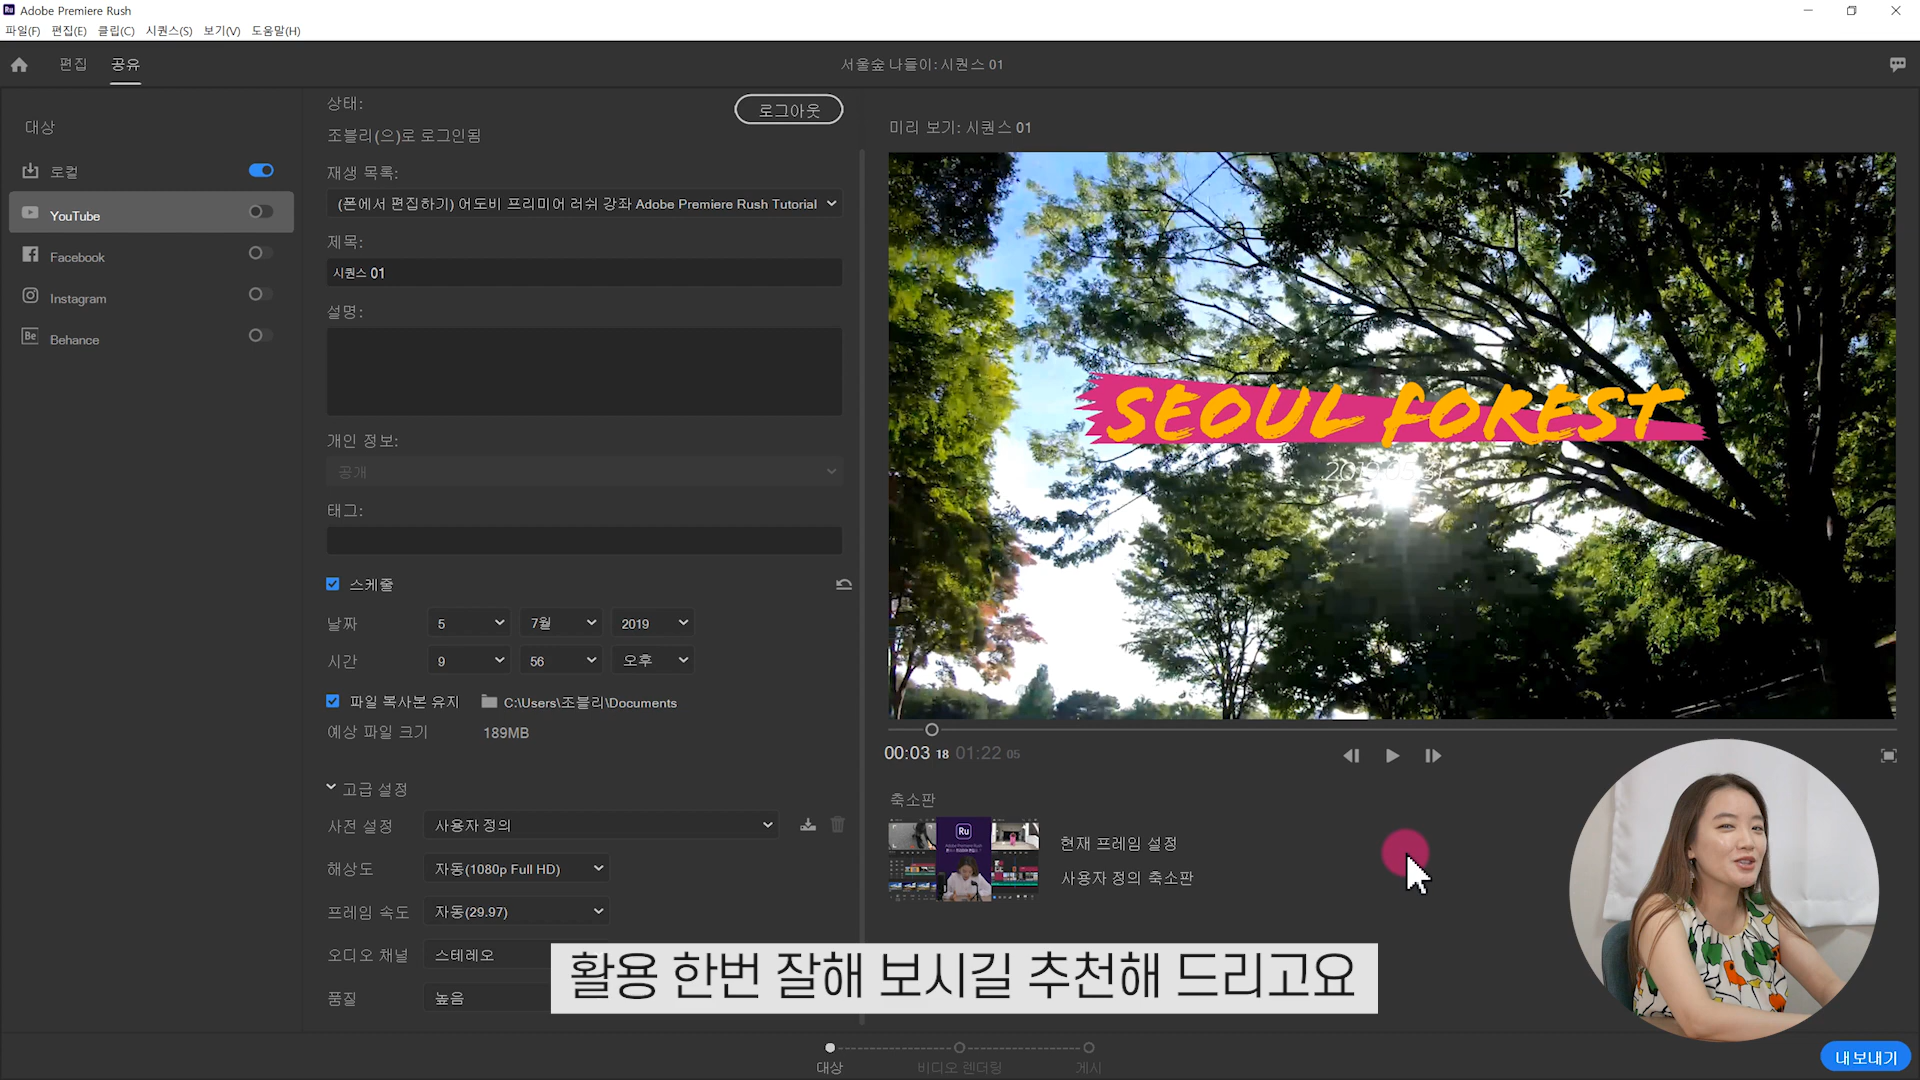 Ru Adobe Premiere Rush
파일(F) 편집(E) 클립(C) 시퀀스(S) 보기(V) 도움말(H)
편집 공유 서울숲 나들이: 시퀀스 01
대상
로컬
YouTube
Facebook
Instagram
Be Behance
상태:
로그아웃
조블리(으)로 로그인됨
재생 목록:
(폰에서 편집하기) 어도비 프리미어 러쉬 강좌 Adobe Premiere Rush Tutorial
제목:
시퀀스 01
설명:
개인 정보:
공개
태그:
스케줄
날짜 5 7월 2019
시간 9 56 오후
파일 복사본 유지 C:\Users\조블리\Documents
예상 파일 크기 189MB
고급 설정
사전 설정 사용자 정의
해상도 자동(1080p Full HD)
프레임 속도 자동(29.97)
오디오 채널 스테레오
품질 높음
미리 보기: 시퀀스 01
SEOUL FOREST
2019.05.31
00:03 18 01:22 05
축소판
Ru
현재 프레임 설정
사용자 정의 축소판
활용 한번 잘해 보시길 추천해 드리고요
대상 비디오 렌더링 게시
내보내기